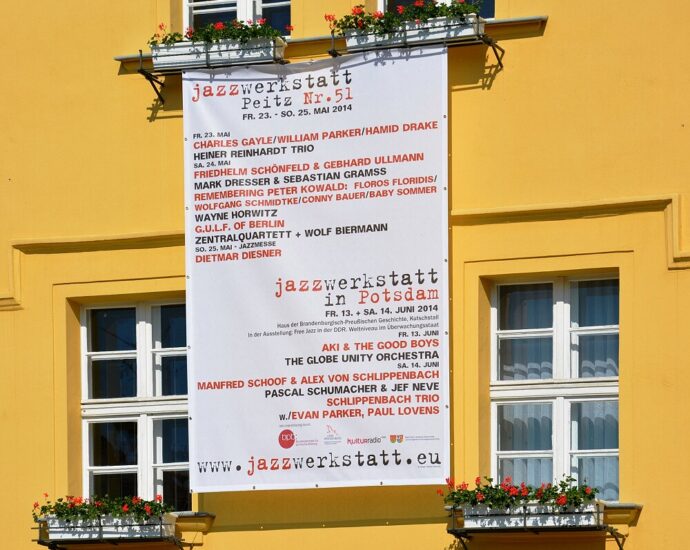 jazzwerkstatt
Peitz Nr.51
FR. 23. - SO. 25. MAI 2014
FR. 23. MAI
CHARLES GAYLE/WILLIAM PARKER/HAMID DRAKE
HEINER REINHARDT TRIO
SA. 24. MAI
FRIEDHELM SCHÖNFELD & GEBHARD ULLMANN
MARK DRESSER & SEBASTIAN GRAMSS
REMEMBERING PETER KOWALD: FLOROS FLORIDIS/
WOLFGANG SCHMIDTKE/CONNY BAUER/BABY SOMMER
WAYNE HORWITZ
G.U.L.F. OF BERLIN
ZENTRALQUARTETT + WOLF BIERMANN
SO. 25. MAI - JAZZMESSE
DIETMAR DIESNER
jazzwerkstatt
in Potsdam
FR. 13. + SA. 14. JUNI 2014
Haus der Brandenburgisch-Preußischen Geschichte, Kutschstall
in der Ausstellung: Free Jazz in der DDR. Weltniveau im Überwachungsstaat
FR. 13. JUNI
AKI & THE GOOD BOYS
THE GLOBE UNITY ORCHESTRA
SA. 14. JUNI
MANFRED SCHOOF & ALEX VON SCHLIPPENBACH
PASCAL SCHUMACHER & JEF NEVE
SCHLIPPENBACH TRIO
w./EVAN PARKER, PAUL LOVENS
bpb
kulturradio
www.jazzwerkstatt.eu